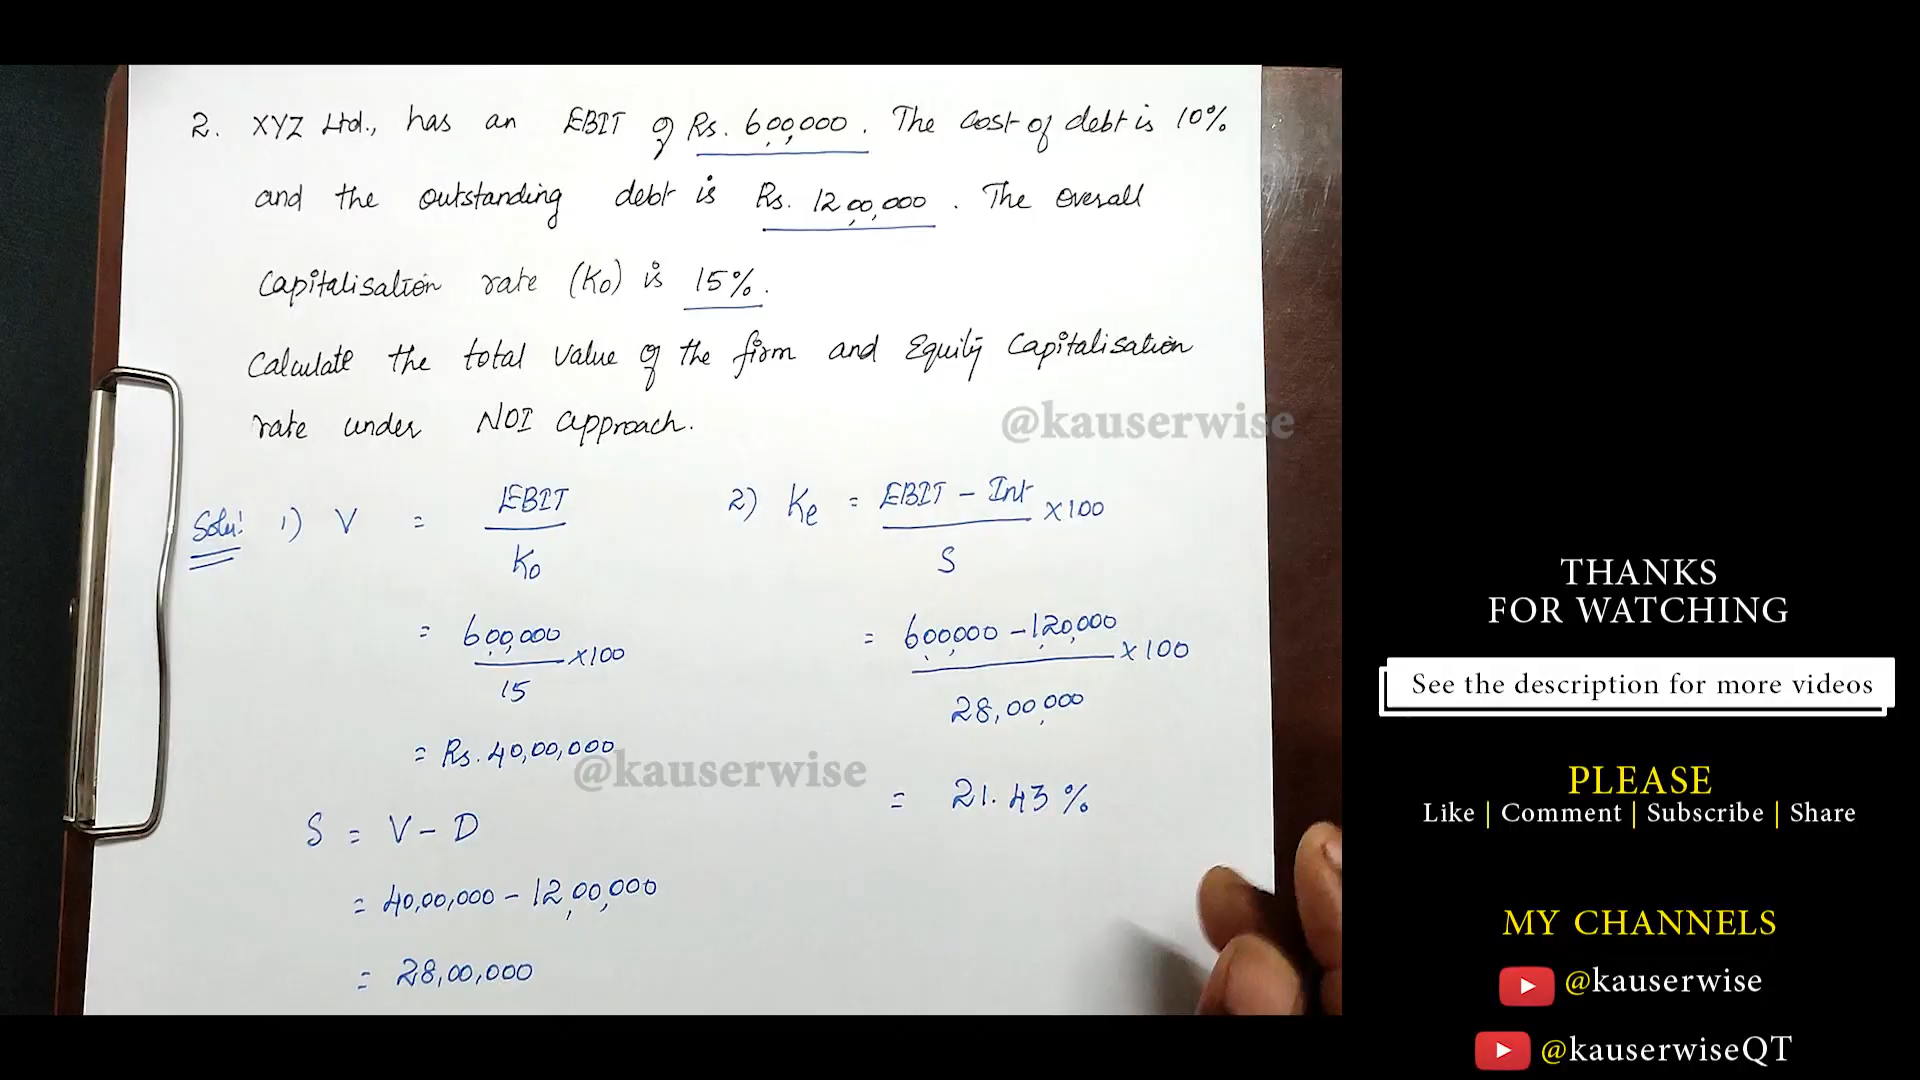 2. XYZ Ltd., has an EBIT of Rs. 600,000. The Cost of debt is 10%
and the outstanding debt is Rs. 1200,000. The overall
Capitalisation rate (Ko) is 15%.
Calculate the total value of the firm and Equity Capitalisation
rate under NOI approach.
@kauserwise
Solu: 1) V = EBIT
Ko
= 600,000 x100
15
= Rs. 40,00,000
S = V - D
= 40,00,000 - 12,00,000
= 28,00,000
2) Ke = EBIT - Int x100
S
= 600,000 - 120,000 x100
28,00,000
= 21.43%
@kauserwise
THANKS
FOR WATCHING
See the description for more videos
PLEASE
Like | Comment | Subscribe | Share
MY CHANNELS
@kauserwise
@kauserwiseQT